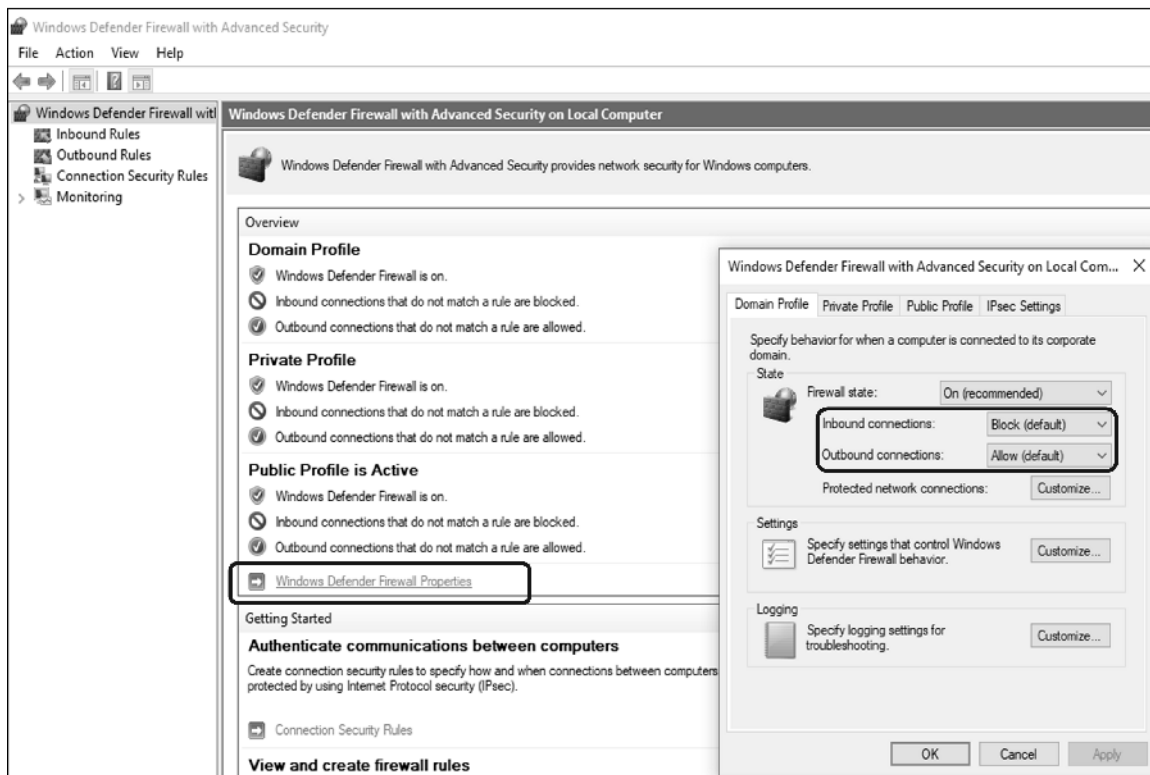 Windows Defender Firewall with Advanced Security
File Action View Help
Windows Defender Firewall witl
Inbound Rules
Outbound Rules
Connection Security Rules
Monitoring
Windows Defender Firewall with Advanced Security on Local Computer
Windows Defender Firewall with Advanced Security provides network security for Windows computers.
Overview
Domain Profile
Windows Defender Firewall is on.
Inbound connections that do not match a rule are blocked.
Outbound connections that do not match a rule are allowed.
Private Profile
Windows Defender Firewall is on.
Inbound connections that do not match a rule are blocked.
Outbound connections that do not match a rule are allowed.
Public Profile is Active
Windows Defender Firewall is on.
Inbound connections that do not match a rule are blocked.
Outbound connections that do not match a rule are allowed.
Windows Defender Firewall Properties
Getting Started
Authenticate communications between computers
Create connection security rules to specify how and when connections between computers
protected by using Internet Protocol security (IPsec).
Connection Security Rules
View and create firewall rules
Windows Defender Firewall with Advanced Security on Local Com...
Domain Profile Private Profile Public Profile IPsec Settings
Specify behavior for when a computer is connected to its corporate
domain.
State
Firewall state: On (recommended)
Inbound connections: Block (default)
Outbound connections: Allow (default)
Protected network connections: Customize...
Settings
Specify settings that control Windows
Defender Firewall behavior.
Customize...
Logging
Specify logging settings for
troubleshooting.
Customize...
OK Cancel Apply